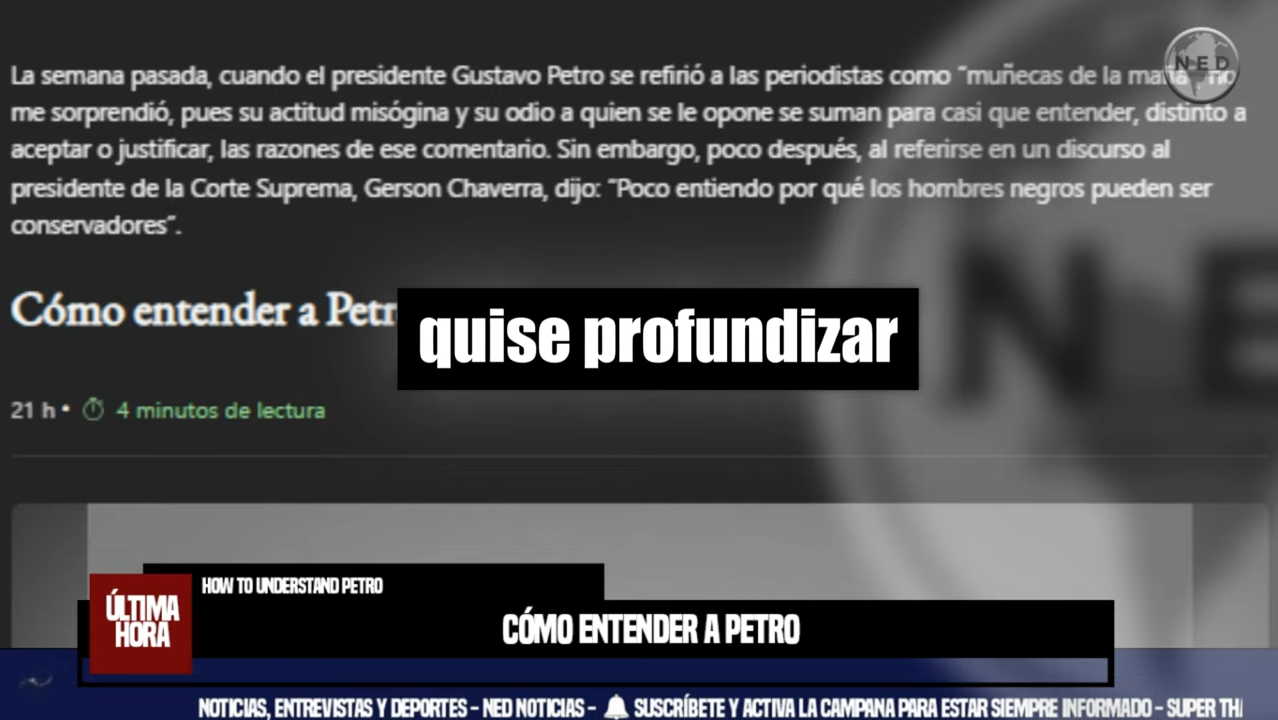 La semana pasada, cuando el presidente Gustavo Petro se refirió a las periodistas como “muñecas de la mafia” no
me sorprendió, pues su actitud misógina y su odio a quien se le opone se suman para casi que entender, distinto a
aceptar o justificar, las razones de ese comentario. Sin embargo, poco después, al referirse en un discurso al
presidente de la Corte Suprema, Gerson Chaverra, dijo: “Poco entiendo por qué los hombres negros pueden ser
conservadores”.
NED
Cómo entender a Petr
quise profundizar
21 h • 4 minutos de lectura
N E
HOW TO UNDERSTAND PETRO
ÚLTIMA
HORA
CÓMO ENTENDER A PETRO
NOTICIAS, ENTREVISTAS Y DEPORTES - NED NOTICIAS - 🔔 SUSCRÍBETE Y ACTIVA LA CAMPANA PARA ESTAR SIEMPRE INFORMADO - SUPER TH